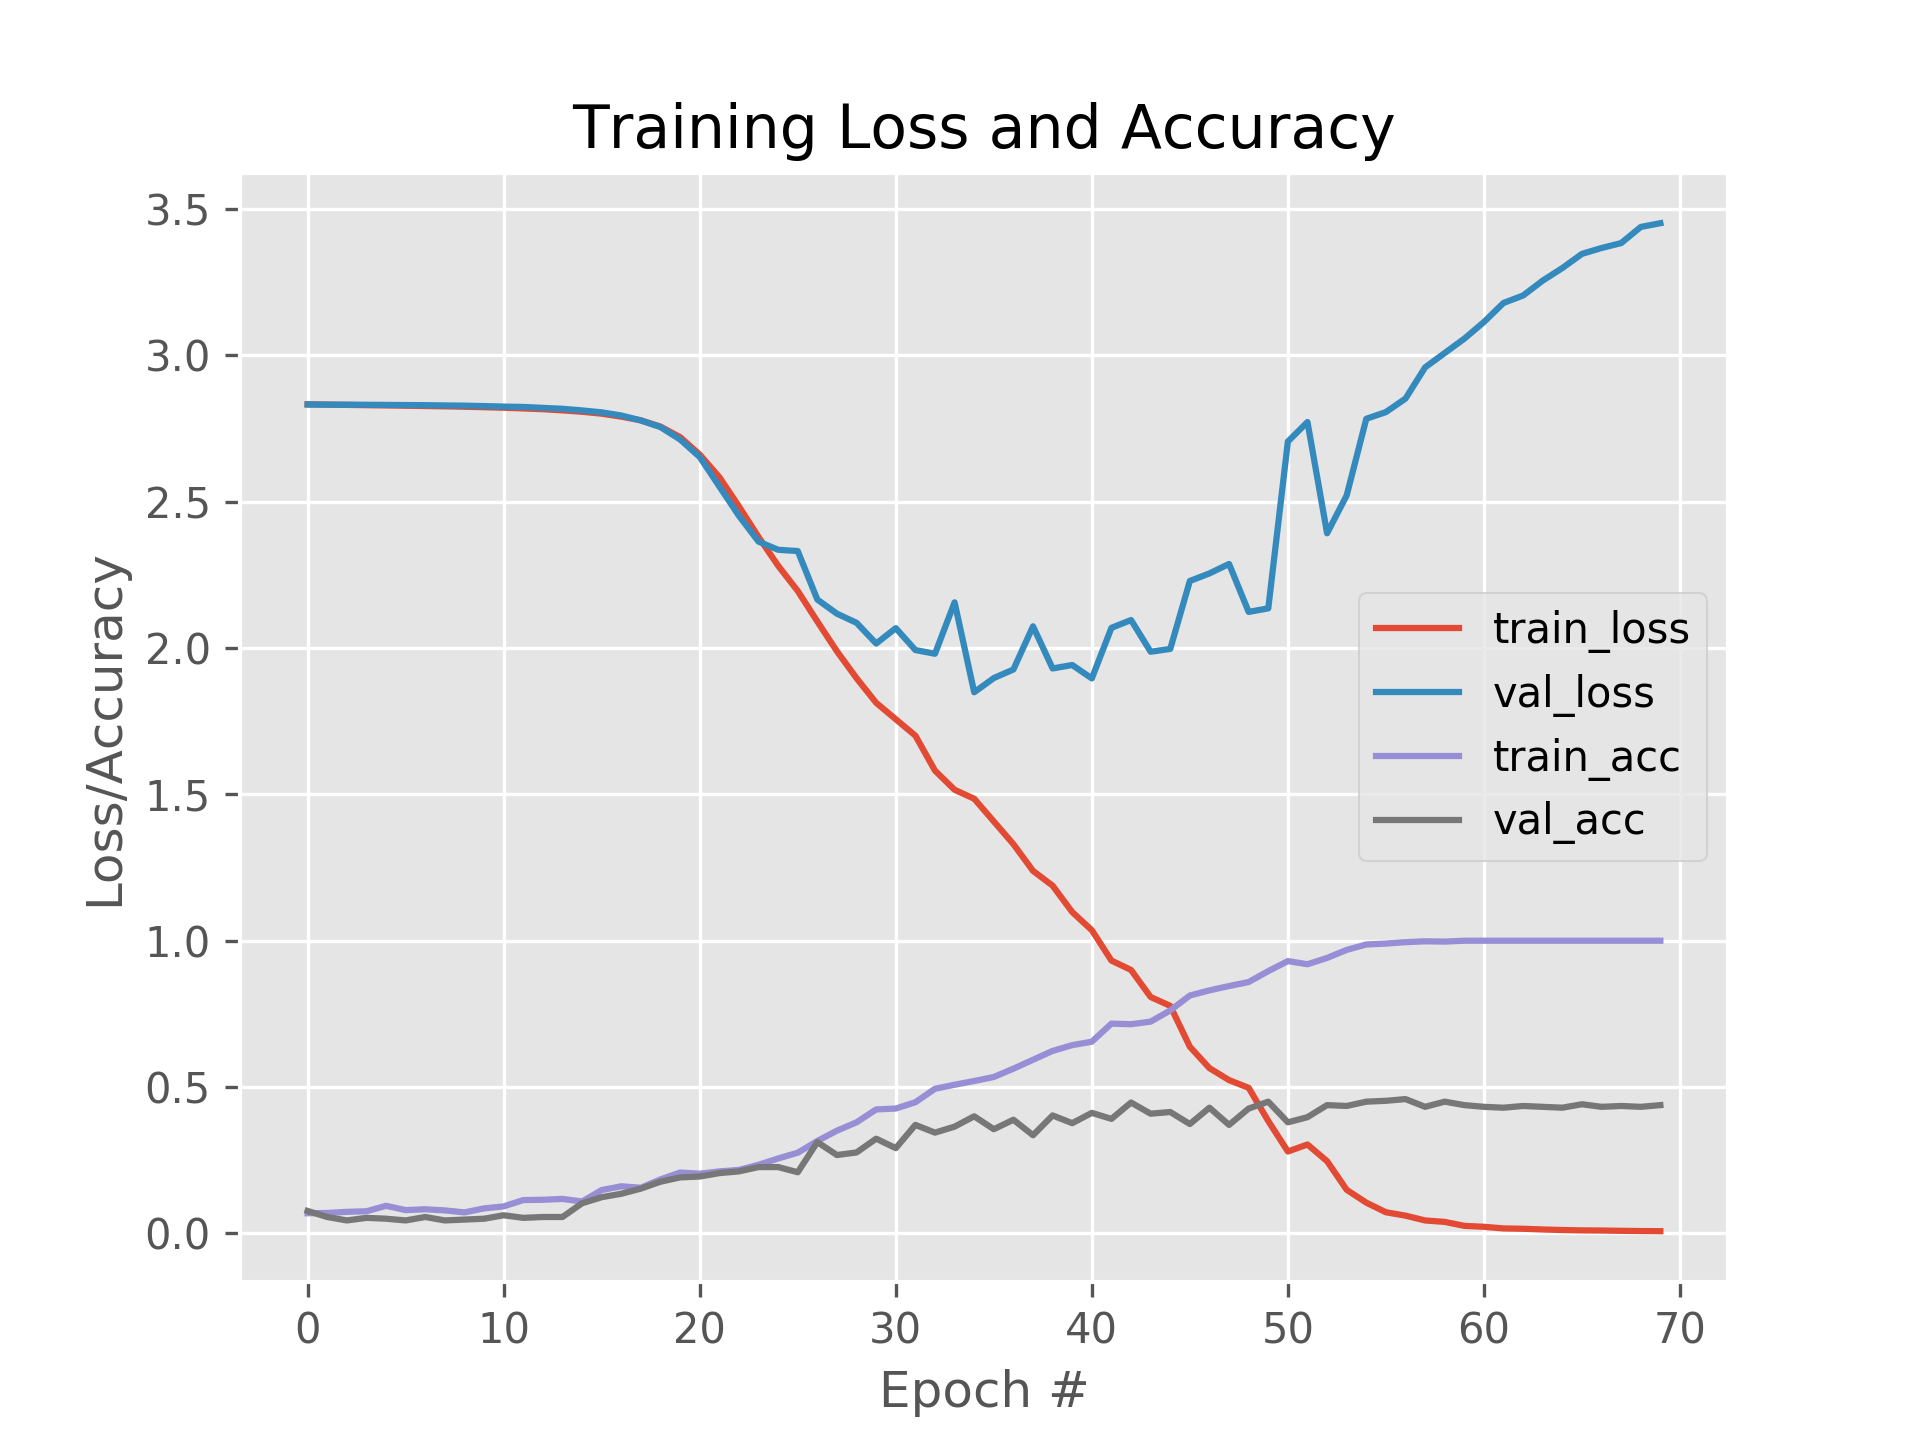 Training Loss and Accuracy
3.5
3.0
2.5
2.0
1.5
1.0
0.5
0.0
Loss/Accuracy
train_loss
val_loss
train_acc
val_acc
0 10 20 30 40 50 60 70
Epoch #